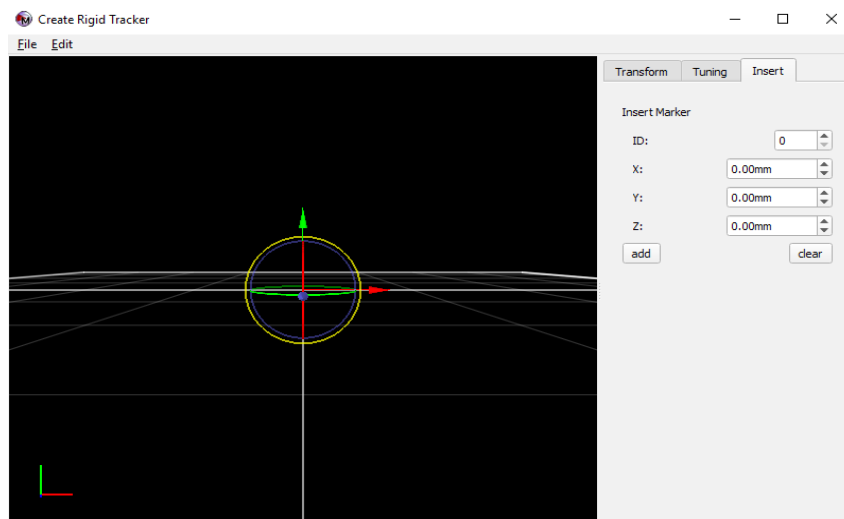 Create Rigid Tracker
File Edit
Transform Tuning Insert
Insert Marker
ID: 0
X: 0.00mm
Y: 0.00mm
Z: 0.00mm
add clear